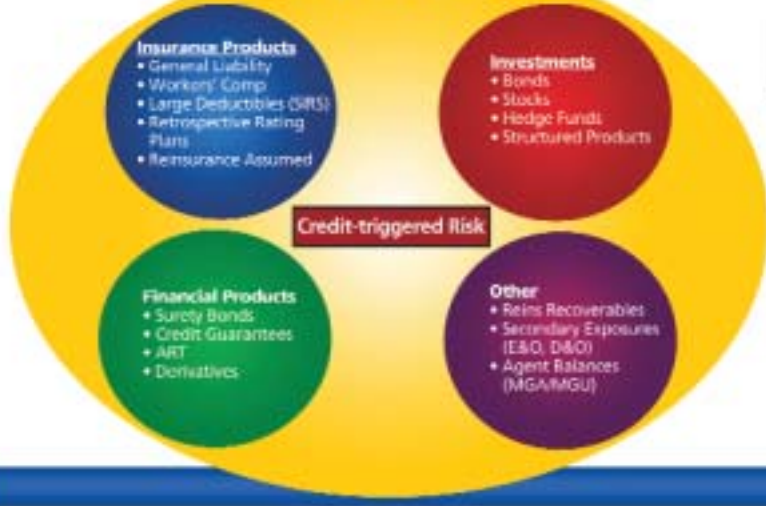 Insurance Products
• General Liability
• Workers' Comp
• Large Deductibles (SIRS)
• Retrospective Rating
Plans
• Reinsurance Assumed
Investments
• Bonds
• Stocks
• Hedge Funds
• Structured Products
Credit-triggered Risk
Financial Products
• Surety Bonds
• Credit Guarantees
• ART
• Derivatives
Other
• Reins Recoverables
• Secondary Exposures
(E&O, D&O)
• Agent Balances
(MGA/MGU)